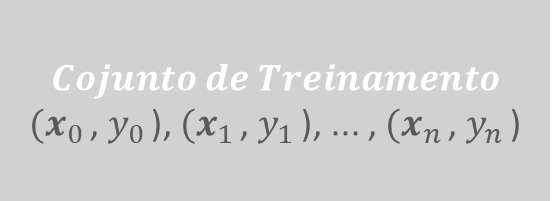 Cojunto de Treinamento
(x₀, y₀), (x₁, y₁), ... , (xₙ, yₙ)